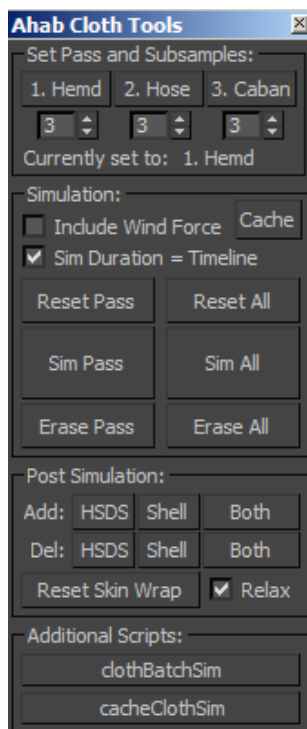 Ahab Cloth Tools
Set Pass and Subsamples:
1. Hemd 2. Hose 3. Caban
3 3 3
Currently set to: 1. Hemd
Simulation:
Include Wind Force Cache
Sim Duration = Timeline
Reset Pass Reset All
Sim Pass Sim All
Erase Pass Erase All
Post Simulation:
Add: HSDS Shell Both
Del: HSDS Shell Both
Reset Skin Wrap Relax
Additional Scripts:
clothBatchSim
cacheClothSim